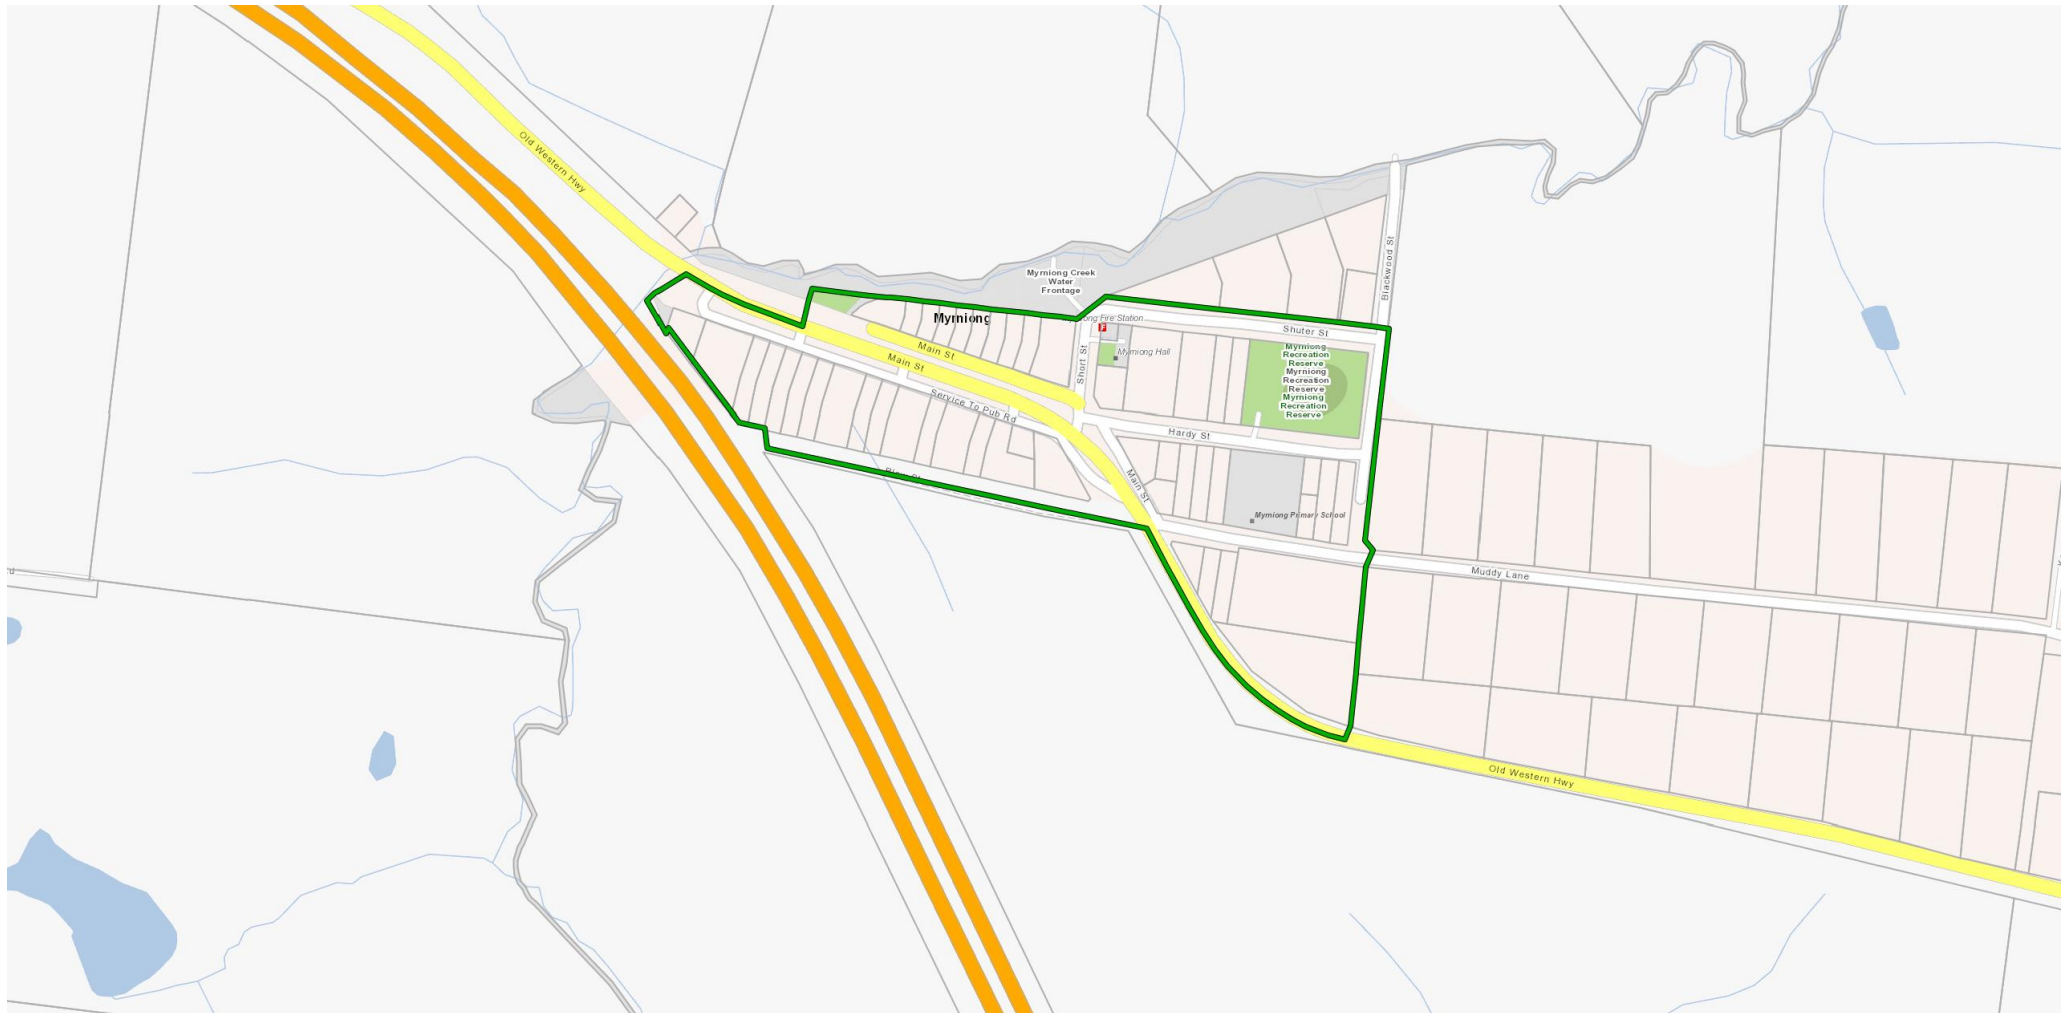 Old Western Hwy
Blackwood St
Myrniong Creek
Water
Frontage
Myrniong
Fire Station
Shuter St
Main St
Main St
Short St
Myrniong Hall
Myrniong
Recreation
Reserve
Myrniong
Recreation
Reserve
Myrniong
Recreation
Reserve
Service To Pub Rd
Hardy St
Main St
Myrniong Primary School
Muddy Lane
Old Western Hwy
F